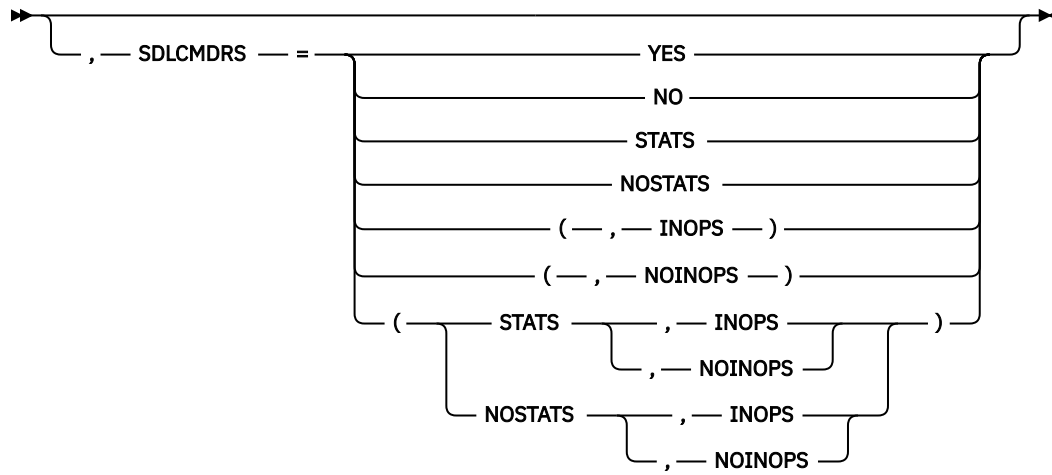 , SDLCMDRS = YES
NO
STATS
NOSTATS
( , INOPS )
( , NOINOPS )
( STATS , INOPS )
, NOINOPS
NOSTATS , INOPS
, NOINOPS